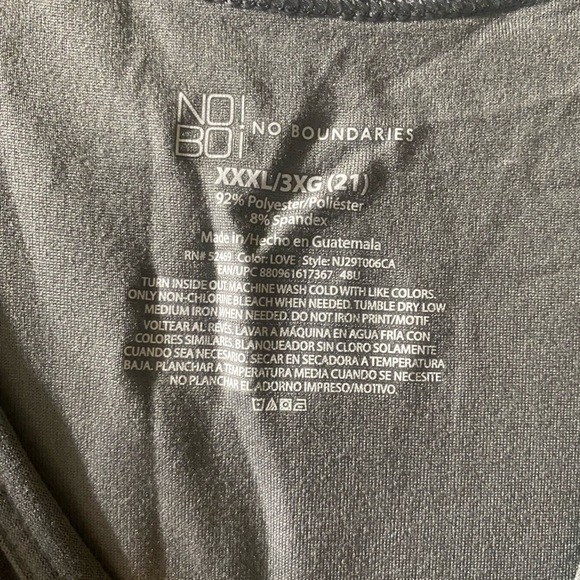 NO!
BOi NO BOUNDARIES
XXXL/3XG (21)
92% Polyester/Poliéster
8% Spandex
Made in/Hecho en Guatemala
RN# 52469 Color: LOVE Style: NJ29T006CA
EAN/UPC 880961617367 48U
TURN INSIDE OUT. MACHINE WASH COLD WITH LIKE COLORS.
ONLY NON-CHLORINE BLEACH WHEN NEEDED. TUMBLE DRY LOW
MEDIUM IRON WHEN NEEDED. DO NOT IRON PRINT/MOTIF
VOLTEAR AL REVÉS. LAVAR A MÁQUINA EN AGUA FRÍA CON
COLORES SIMILARES. BLANQUEADOR SIN CLORO SOLAMENTE
CUANDO SEA NECESARIO. SECAR EN SECADORA A TEMPERATURA
BAJA. PLANCHAR A TEMPERATURA MEDIA CUANDO SE NECESITE
NO PLANCHAR EL ADORNO IMPRESO/MOTIVO.